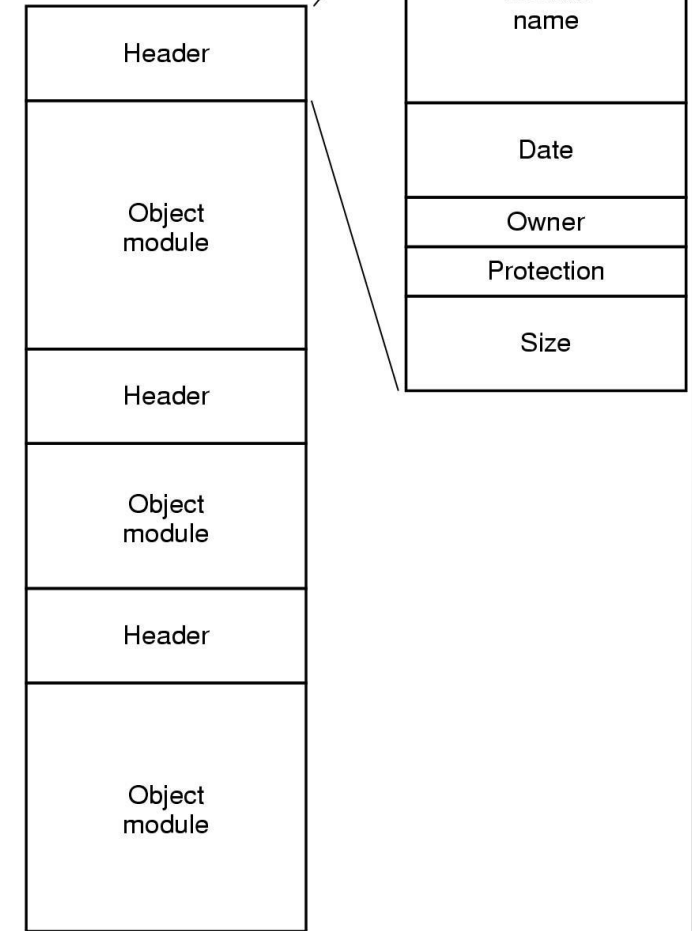 Header
Object
module
Header
Object
module
Header
Object
module
name
Date
Owner
Protection
Size